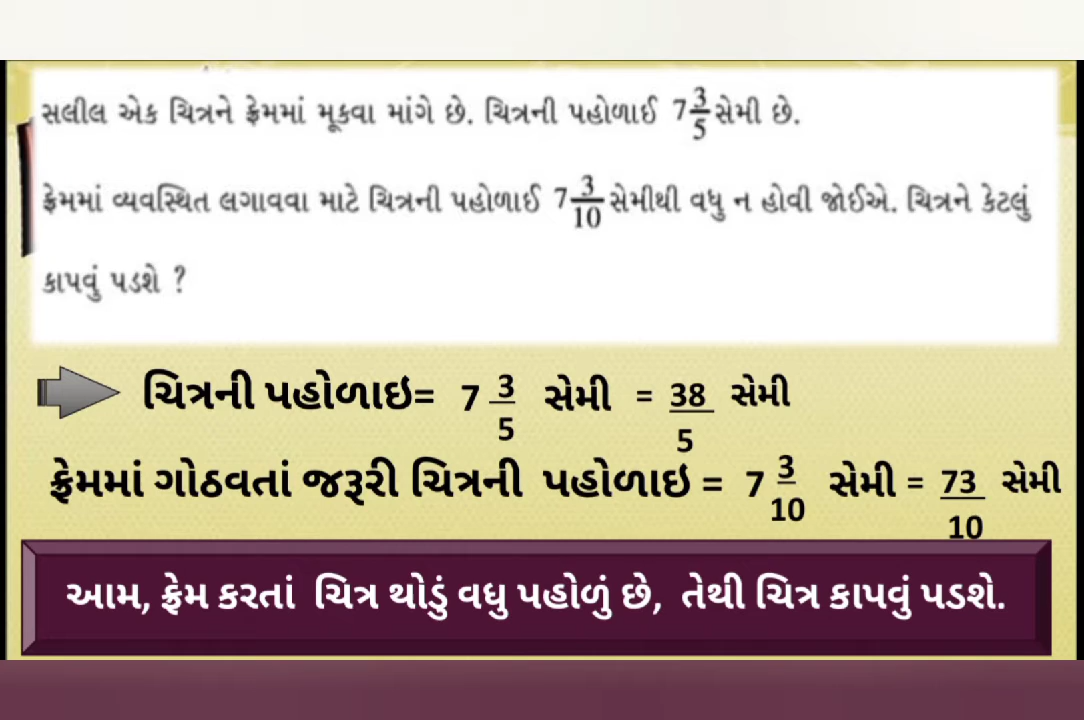 સલીલ એક ચિત્રને ફ્રેમમાં મૂકવા માંગે છે. ચિત્રની પહોળાઈ 7 3/5 સેમી છે.
ફ્રેમમાં વ્યવસ્થિત લગાવવા માટે ચિત્રની પહોળાઈ 7 3/10 સેમીથી વધુ ન હોવી જોઈએ. ચિત્રને કેટલું
કાપવું પડશે ?
ચિત્રની પહોળાઇ= 7 3/5 સેમી = 38/5 સેમી
ફ્રેમમાં ગોઠવતાં જરૂરી ચિત્રની પહોળાઇ = 7 3/10 સેમી = 73/10 સેમી
આમ, ફ્રેમ કરતાં ચિત્ર થોડું વધુ પહોળું છે, તેથી ચિત્ર કાપવું પડશે.